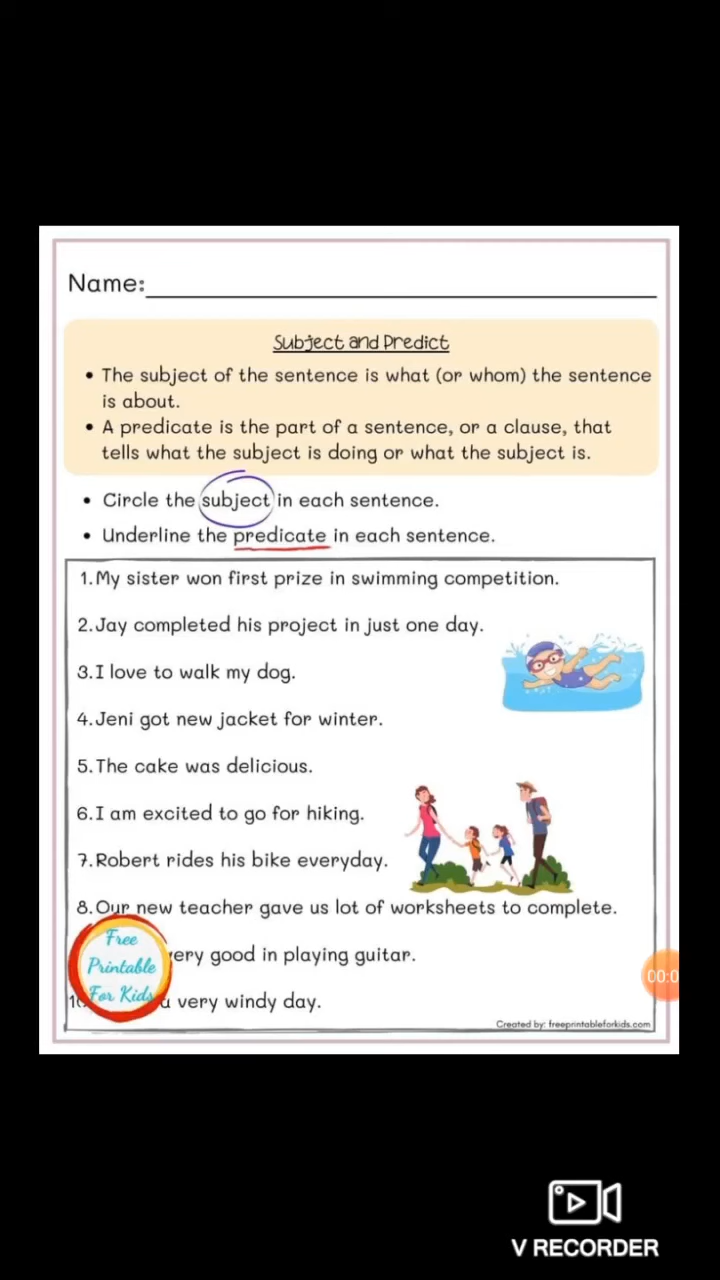 Name:
Subject and Predict
• The subject of the sentence is what (or whom) the sentence
is about.
• A predicate is the part of a sentence, or a clause, that
tells what the subject is doing or what the subject is.
• Circle the subject in each sentence.
• Underline the predicate in each sentence.
1.My sister won first prize in swimming competition.
2.Jay completed his project in just one day.
3.I love to walk my dog.
4.Jeni got new jacket for winter.
5.The cake was delicious.
6.I am excited to go for hiking.
7.Robert rides his bike everyday.
8.Our new teacher gave us lot of worksheets to complete.
very good in playing guitar.
a very windy day.
Free
Printable
For Kids
00:0
Created by: freeprintableforkids.com
V RECORDER